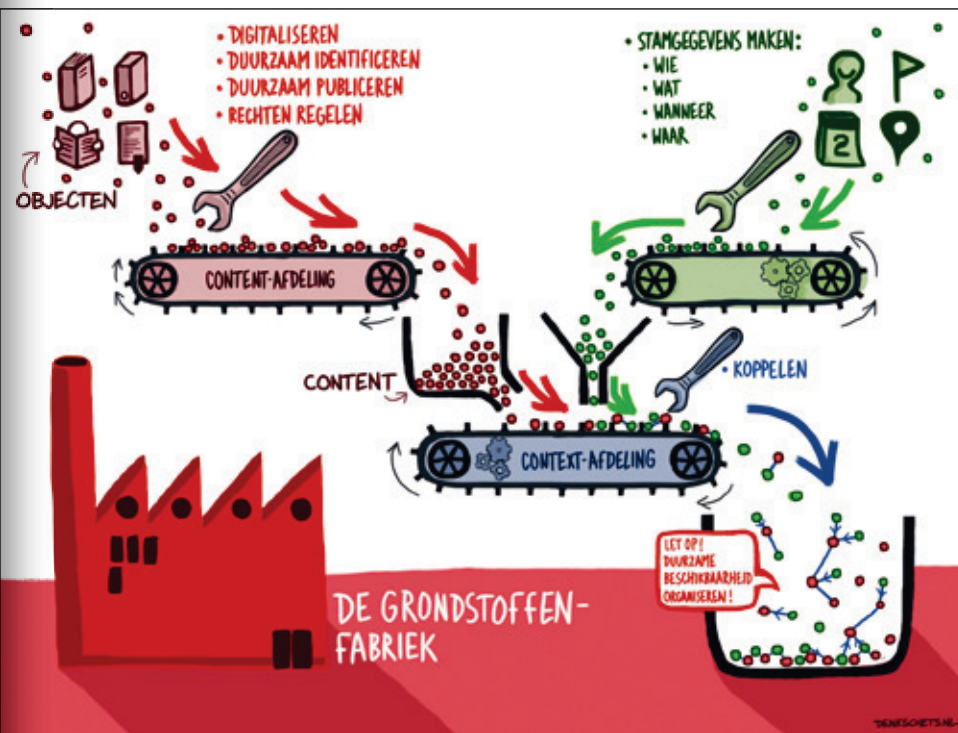 • DIGITALISEREN
• DUURZAAM IDENTIFICEREN
• DUURZAAM PUBLICEREN
• RECHTEN REGELEN
• STAMGEGEVENS MAKEN:
• WIE
• WAT
• WANNEER
• WAAR
2
OBJECTEN
CONTENT-AFDELING
CONTENT
• KOPPELEN
CONTEXT-AFDELING
LET OP!
DUURZAME
BESCHIKBAARHEID
ORGANISEREN!
DE GRONDSTOFFEN-
FABRIEK
DENKSCHETS.NL